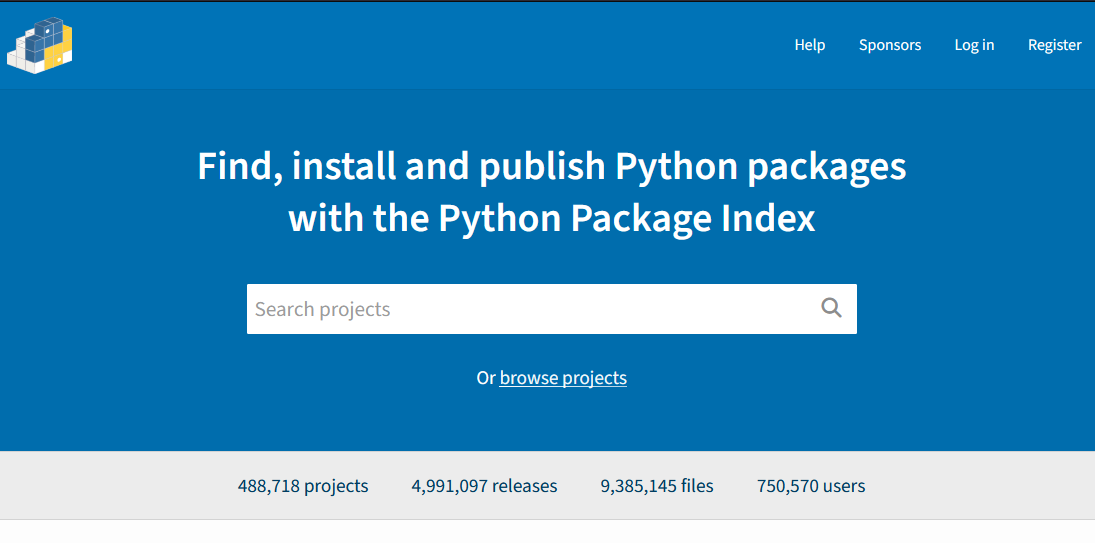 Help Sponsors Log in Register
Find, install and publish Python packages
with the Python Package Index
Search projects
Or browse projects
488,718 projects 4,991,097 releases 9,385,145 files 750,570 users